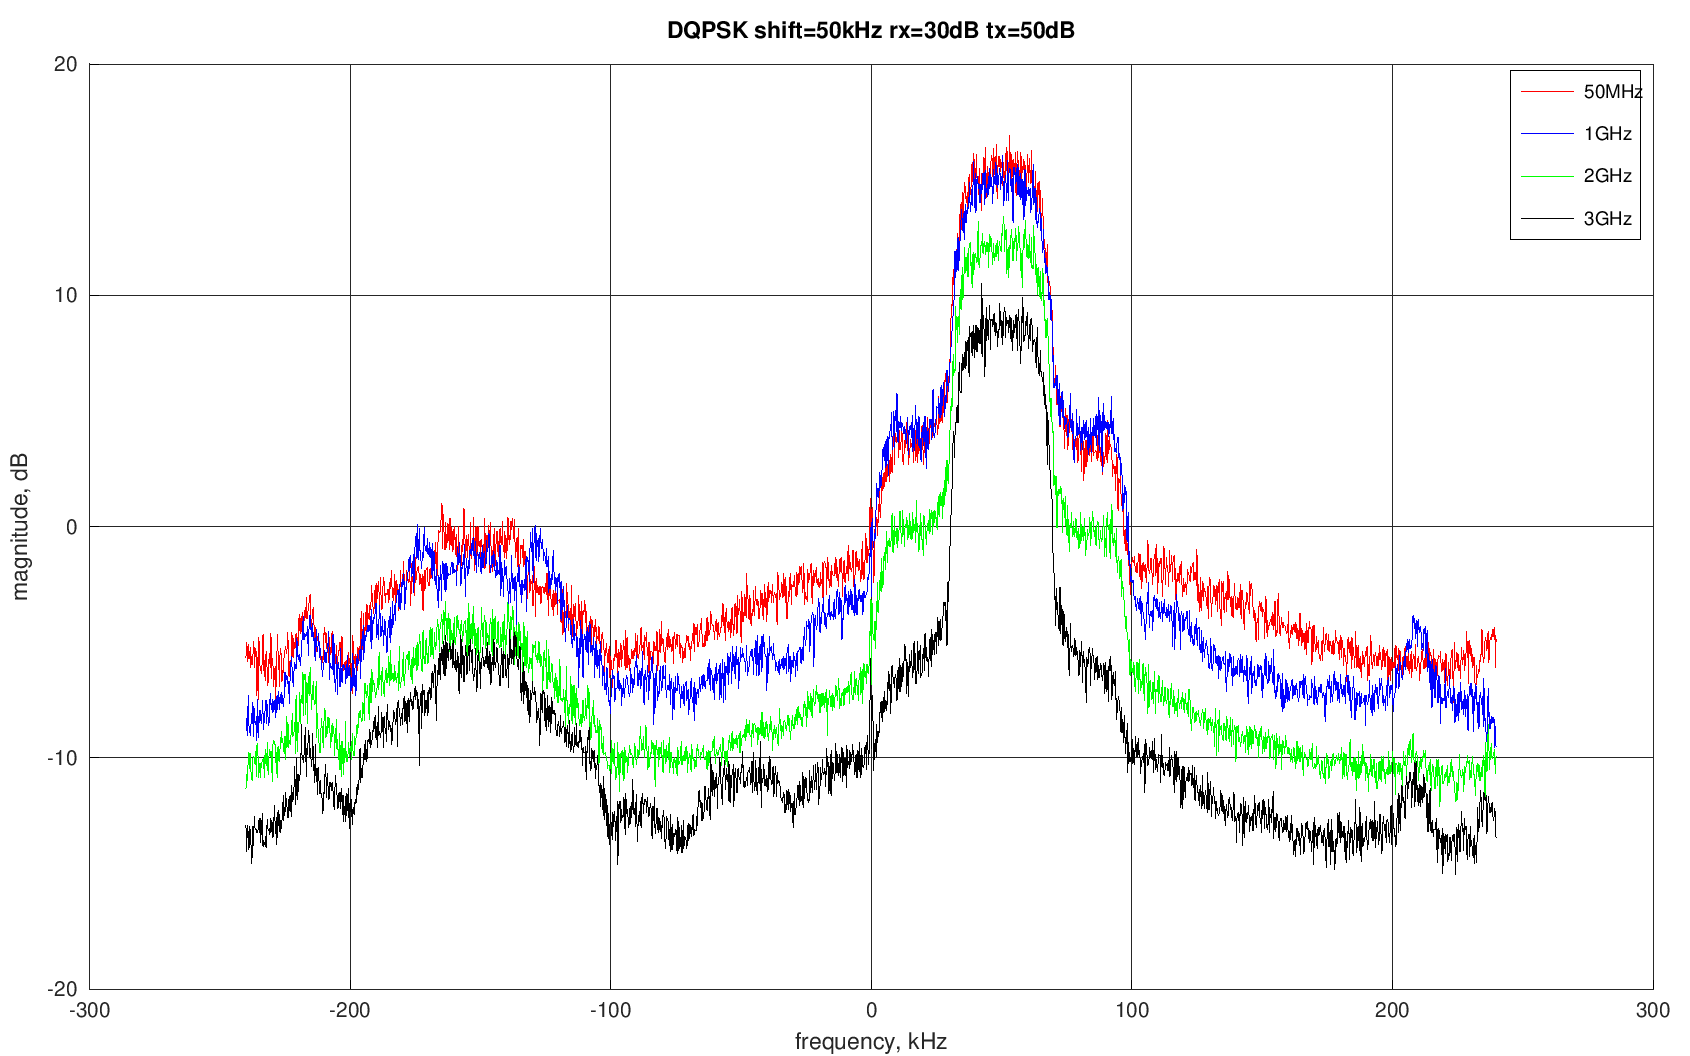 DQPSK shift=50kHz rx=30dB tx=50dB
20
10
0
-10
-20
magnitude, dB
50MHz
1GHz
2GHz
3GHz
-300
-200
-100
0
100
200
300
frequency, kHz